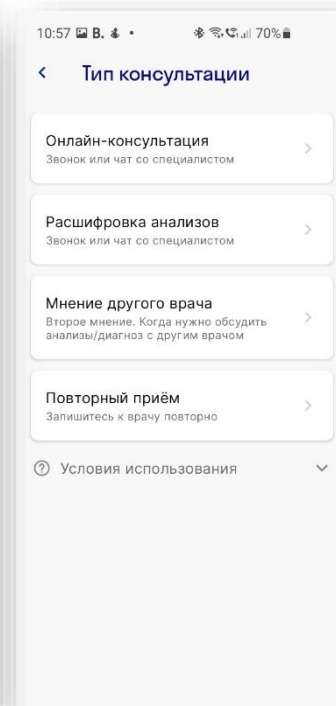 10:57 B. 70%
Тип консультации
Онлайн-консультация
Звонок или чат со специалистом
Расшифровка анализов
Звонок или чат со специалистом
Мнение другого врача
Второе мнение. Когда нужно обсудить
анализы/диагноз с другим врачом
Повторный приём
Запишитесь к врачу повторно
Условия использования